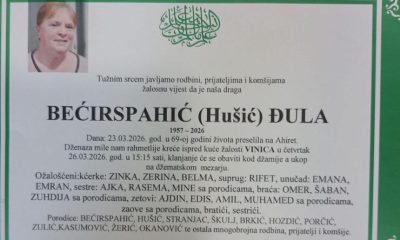 Tužnim srcem javljamo rodbini, prijateljima i komšijama
žalosnu vijest da je naša draga
BEĆIRSPAHIĆ (Hušić) ĐULA
1957 – 2026
Dana: 23.03.2026. god. u 69-oj godini života preselila na Ahiret.
Dženaza mile nam rahmetlije kreće ispred kuće žalosti VINICA u četvrtak
26.03.2026. god. u 15:15 sati, klanjanje će se obaviti kod džamije a ukop
na džematskom mezarju.
Ožalošćeni:kćerke: ZINKA, ZERINA, BELMA, suprug: RIFET, unučad: EMANA,
EMRAN, sestre: AJKA, RASEMA, MINE sa porodicama, braća: OMER, ŠABAN,
ZUHDIJA sa porodicama, zetovi: AJDIN, EDIS, AMIL, MUHAMED sa porodicama,
zaove sa porodicama, bratići, sestrići.
Porodice: BEĆIRSPAHIĆ, HUŠIĆ, STRANJAC, ŠKULJ, BRKIĆ, HOZDIĆ, PORČIĆ,
ZULIĆ,KASUMOVIĆ, ŽERIĆ, OKANOVIĆ te ostala mnogobrojna rodbina, prijatelji i komšije.